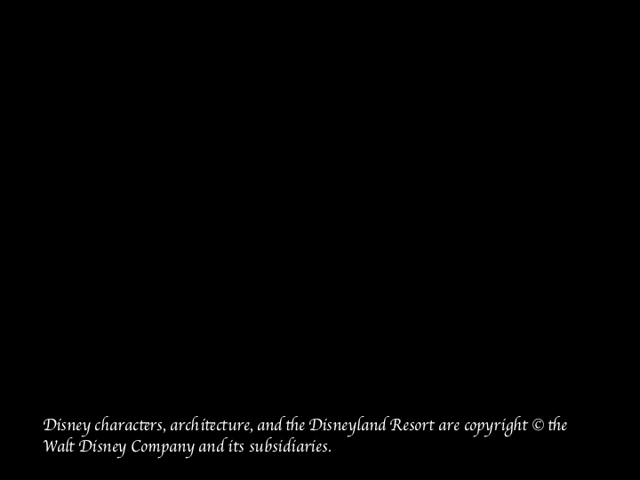 Disney characters, architecture, and the Disneyland Resort are copyright © the
Walt Disney Company and its subsidiaries.